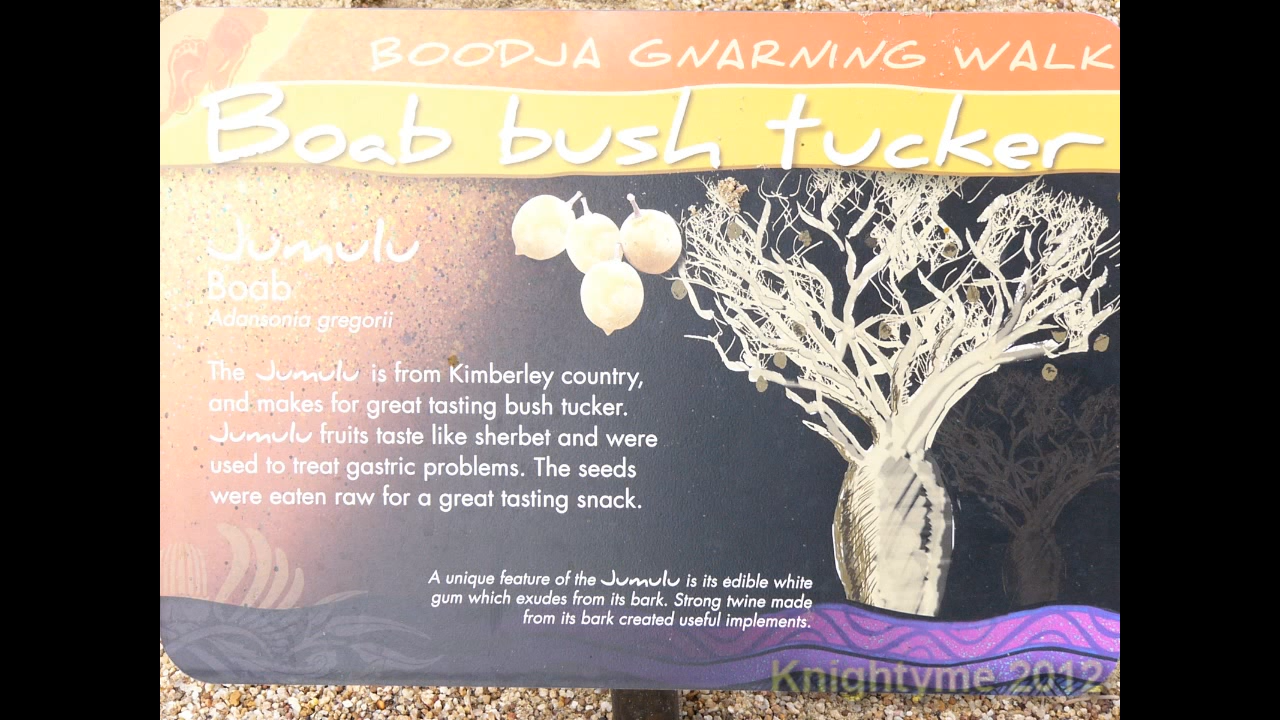 BOODJA GNARNING WALK
Boab bush tucker
Jumulu
Boab
Adansonia gregorii
The Jumulu is from Kimberley country,
and makes for great tasting bush tucker.
Jumulu fruits taste like sherbet and were
used to treat gastric problems. The seeds
were eaten raw for a great tasting snack.
A unique feature of the Jumulu is its edible white
gum which exudes from its bark. Strong twine made
from its bark created useful implements.
Knightyme 2012